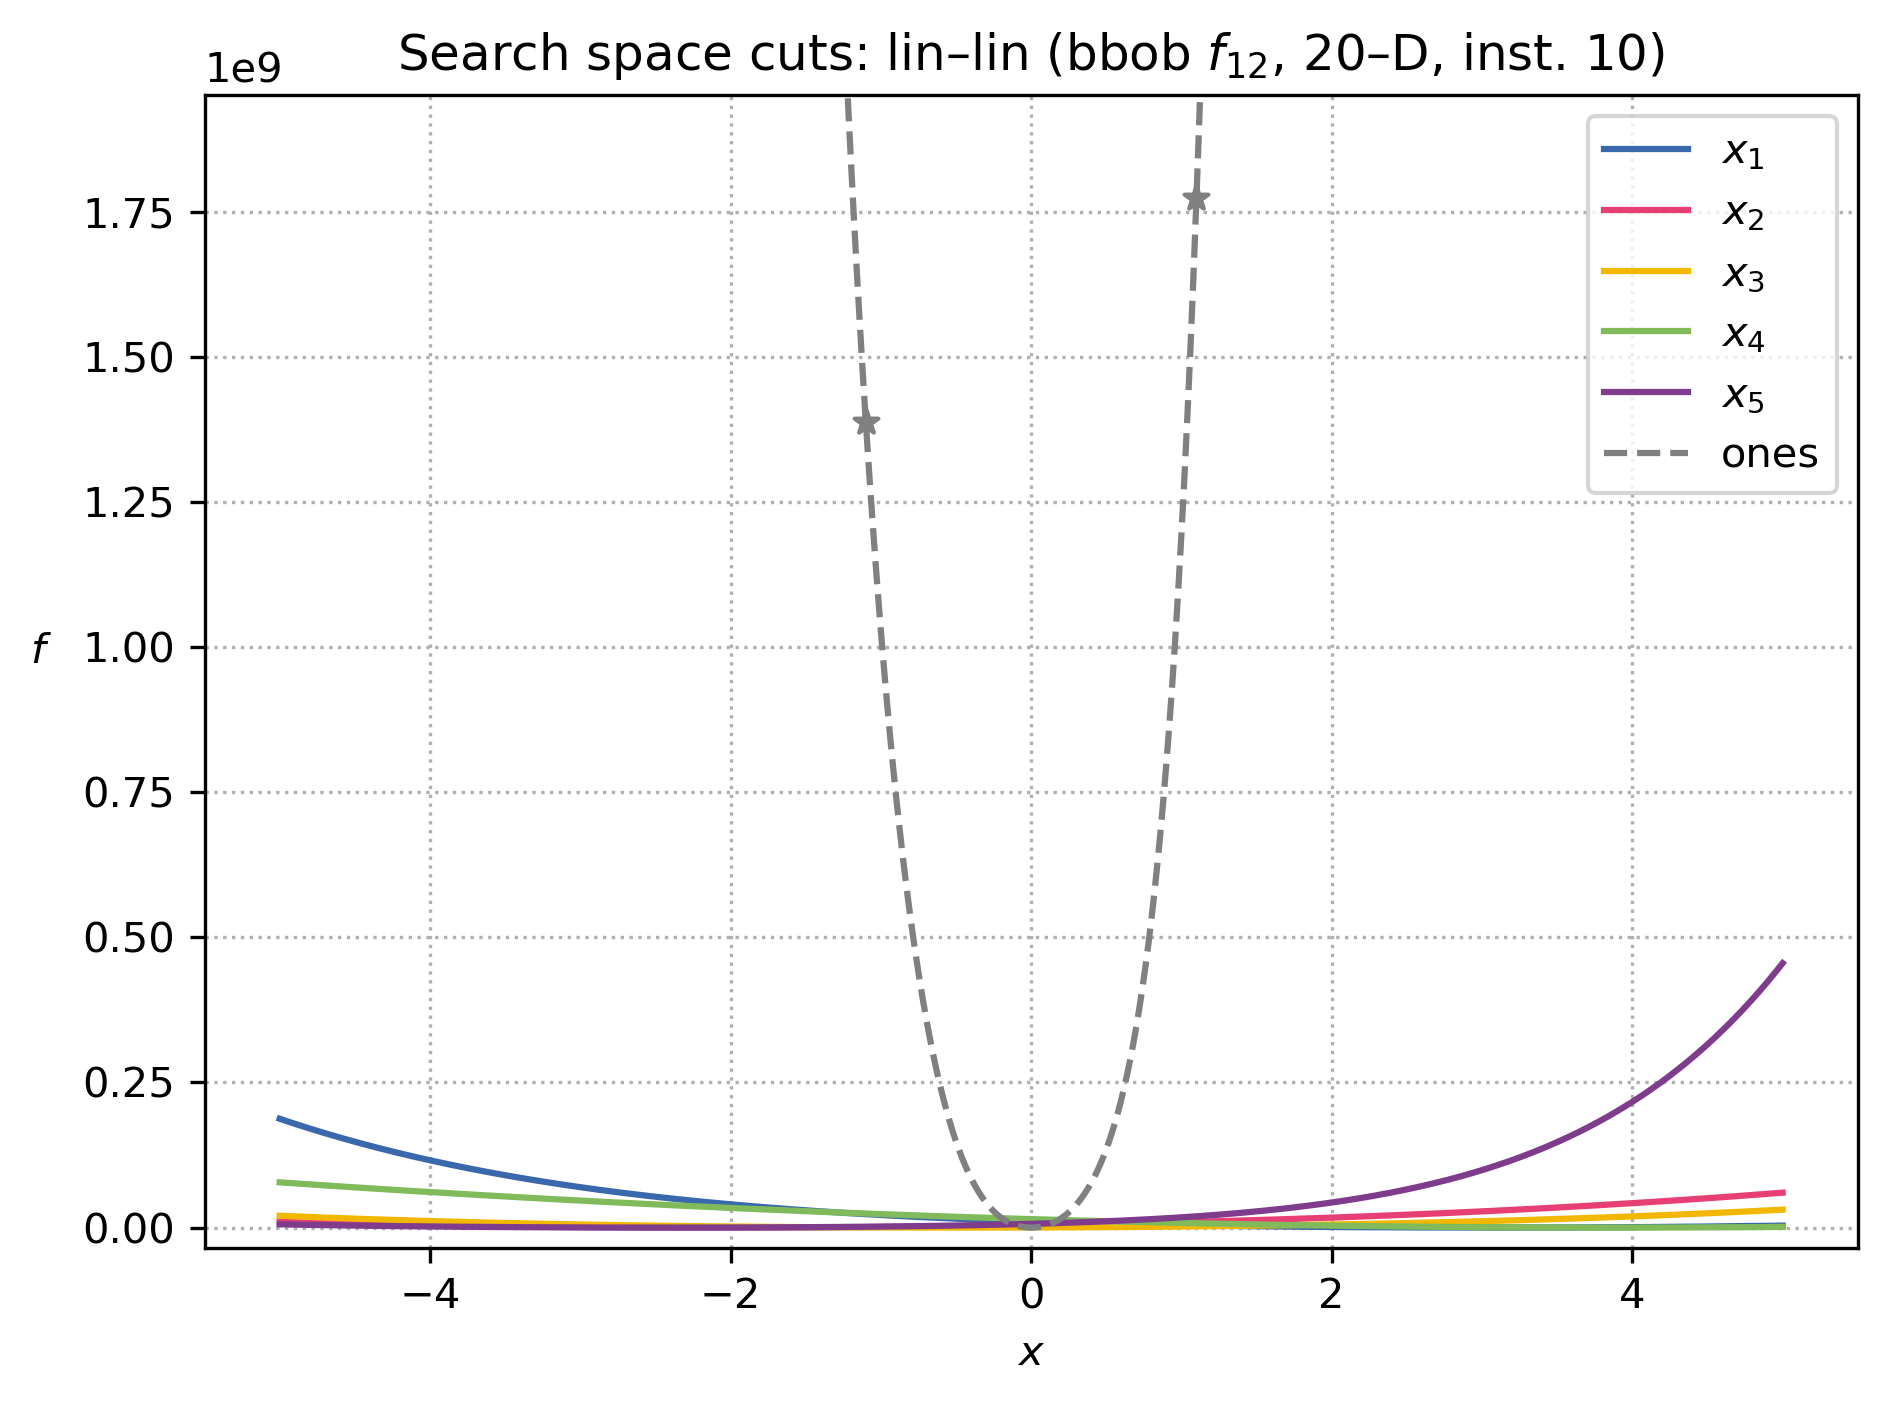 Search space cuts: lin–lin (bbob f₁₂, 20–D, inst. 10)
1e9
1.75
1.50
1.25
1.00
0.75
0.50
0.25
0.00
f
−4
−2
0
2
4
x
x₁
x₂
x₃
x₄
x₅
ones